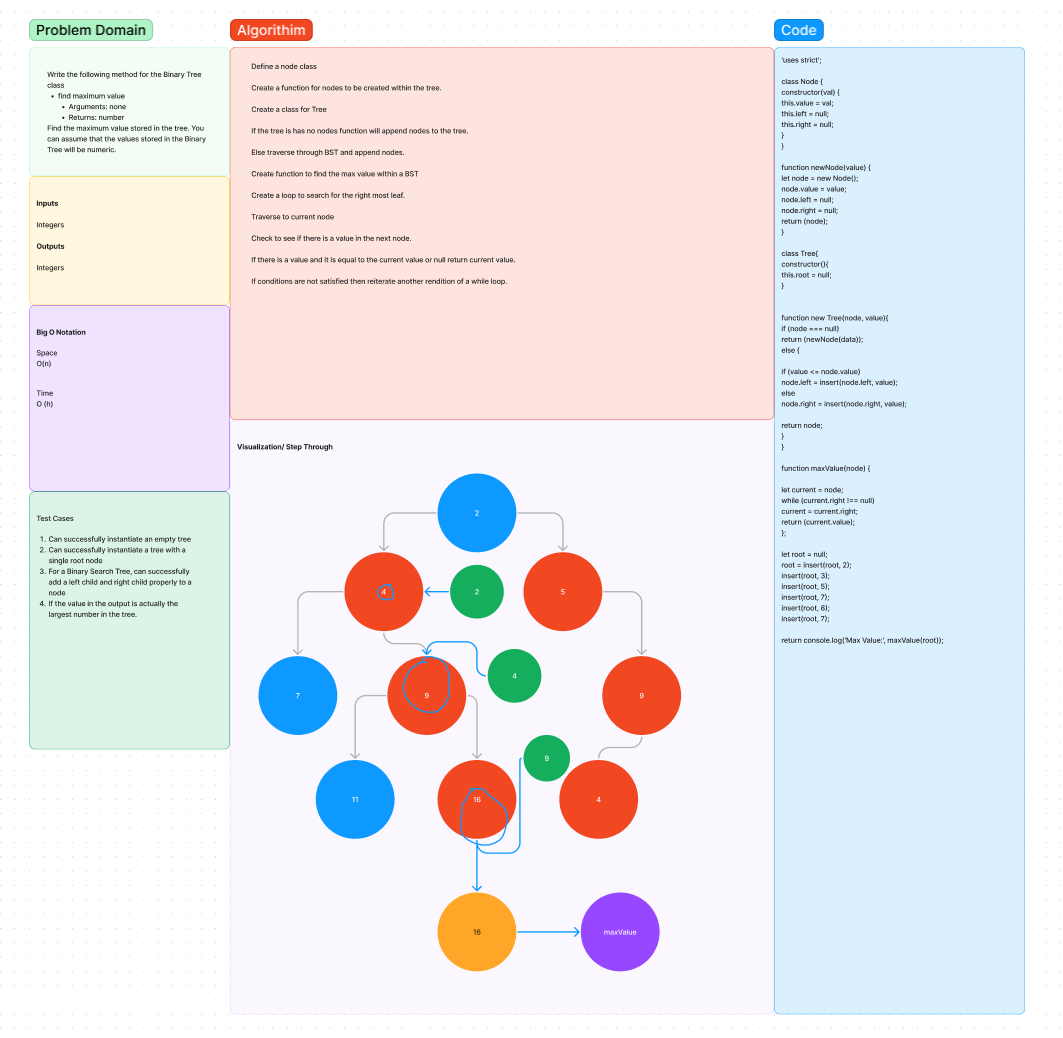 Problem Domain
Write the following method for the Binary Tree
class
• find maximum value
• Arguments: none
• Returns: number
Find the maximum value stored in the tree. You
can assume that the values stored in the Binary
Tree will be numeric.
Inputs
Integers
Outputs
Integers
Big O Notation
Space
O(n)
Time
O (h)
Test Cases
1. Can successfully instantiate an empty tree
2. Can successfully instantiate a tree with a
single root node
3. For a Binary Search Tree, can successfully
add a left child and right child properly to a
node
4. If the value in the output is actually the
largest number in the tree.
Algorithim
Define a node class
Create a function for nodes to be created within the tree.
Create a class for Tree
If the tree is has no nodes function will append nodes to the tree.
Else traverse through BST and append nodes.
Create function to find the max value within a BST
Create a loop to search for the right most leaf.
Traverse to current node
Check to see if there is a value in the next node.
If there is a value and it is equal to the current value or null return current value.
If conditions are not satisfied then reiterate another rendition of a while loop.
Visualization/ Step Through
2
4
2
5
7
9
4
9
11
16
9
4
16
maxValue
Code
'uses strict';
class Node {
constructor(val) {
this.value = val;
this.left = null;
this.right = null;
}
}
function newNode(value) {
let node = new Node();
node.value = value;
node.left = null;
node.right = null;
return (node);
}
class Tree{
constructor(){
this.root = null;
}
function new Tree(node, value){
if (node === null)
return (newNode(data));
else {
if (value <= node.value)
node.left = insert(node.left, value);
else
node.right = insert(node.right, value);
return node;
}
}
function maxValue(node) {
let current = node;
while (current.right !== null)
current = current.right;
return (current.value);
};
let root = null;
root = insert(root, 2);
insert(root, 3);
insert(root, 5);
insert(root, 7);
insert(root, 8);
insert(root, 7);
return console.log('Max Value:', maxValue(root));